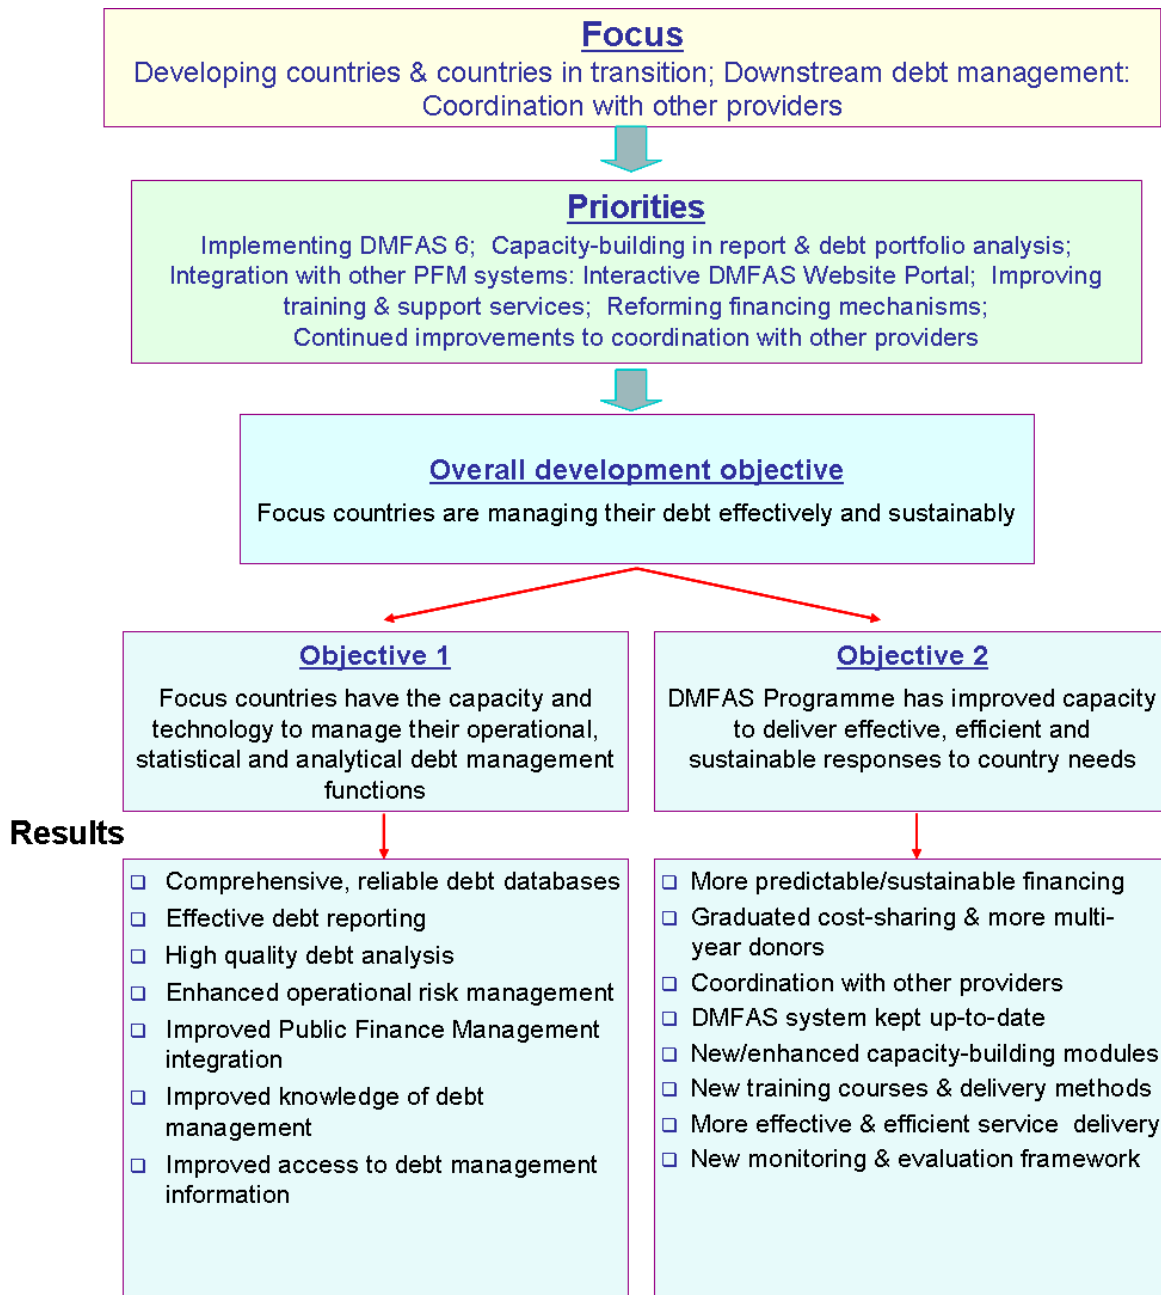 Focus
Developing countries & countries in transition; Downstream debt management:
Coordination with other providers
Priorities
Implementing DMFAS 6; Capacity-building in report & debt portfolio analysis;
Integration with other PFM systems: Interactive DMFAS Website Portal; Improving
training & support services; Reforming financing mechanisms;
Continued improvements to coordination with other providers
Overall development objective
Focus countries are managing their debt effectively and sustainably
Objective 1
Focus countries have the capacity and
technology to manage their operational,
statistical and analytical debt management
functions
Objective 2
DMFAS Programme has improved capacity
to deliver effective, efficient and
sustainable responses to country needs
Results
Comprehensive, reliable debt databases
Effective debt reporting
High quality debt analysis
Enhanced operational risk management
Improved Public Finance Management
integration
Improved knowledge of debt
management
Improved access to debt management
information
More predictable/sustainable financing
Graduated cost-sharing & more multi-
year donors
Coordination with other providers
DMFAS system kept up-to-date
New/enhanced capacity-building modules
New training courses & delivery methods
More effective & efficient service delivery
New monitoring & evaluation framework